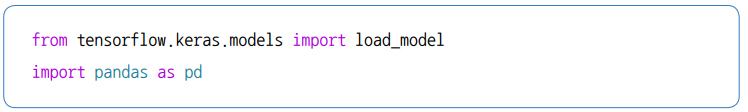 from tensorflow.keras.models import load_model
import pandas as pd